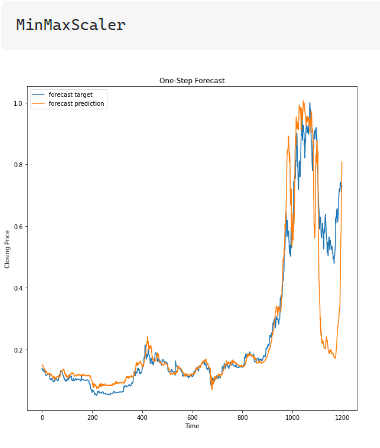 MinMaxScaler
One-Step Forecast
forecast target
forecast prediction
1.0
0.8
0.6
0.4
0.2
Closing Price
0 200 400 600 800 1000 1200
Time